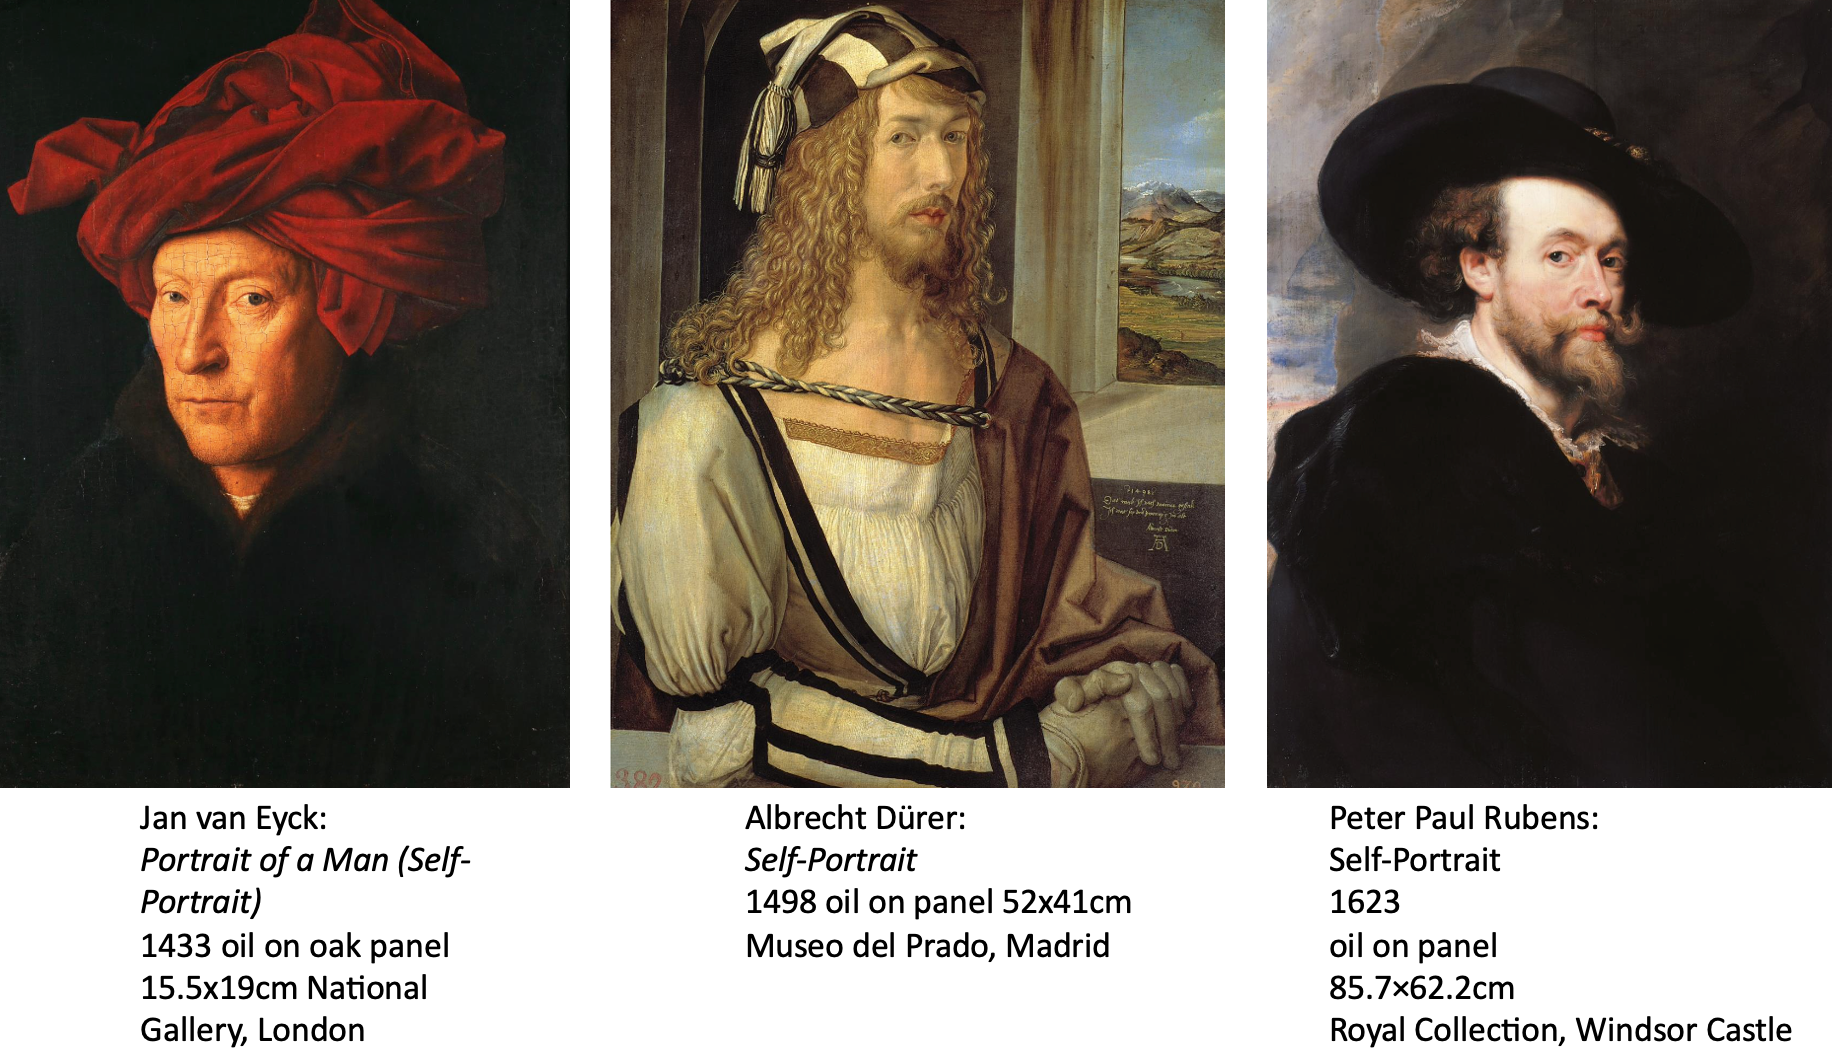 1498
382
Jan van Eyck:
Portrait of a Man (Self-
Portrait)
1433 oil on oak panel
15.5x19cm National
Gallery, London
Albrecht Dürer:
Self-Portrait
1498 oil on panel 52x41cm
Museo del Prado, Madrid
Peter Paul Rubens:
Self-Portrait
1623
oil on panel
85.7×62.2cm
Royal Collection, Windsor Castle